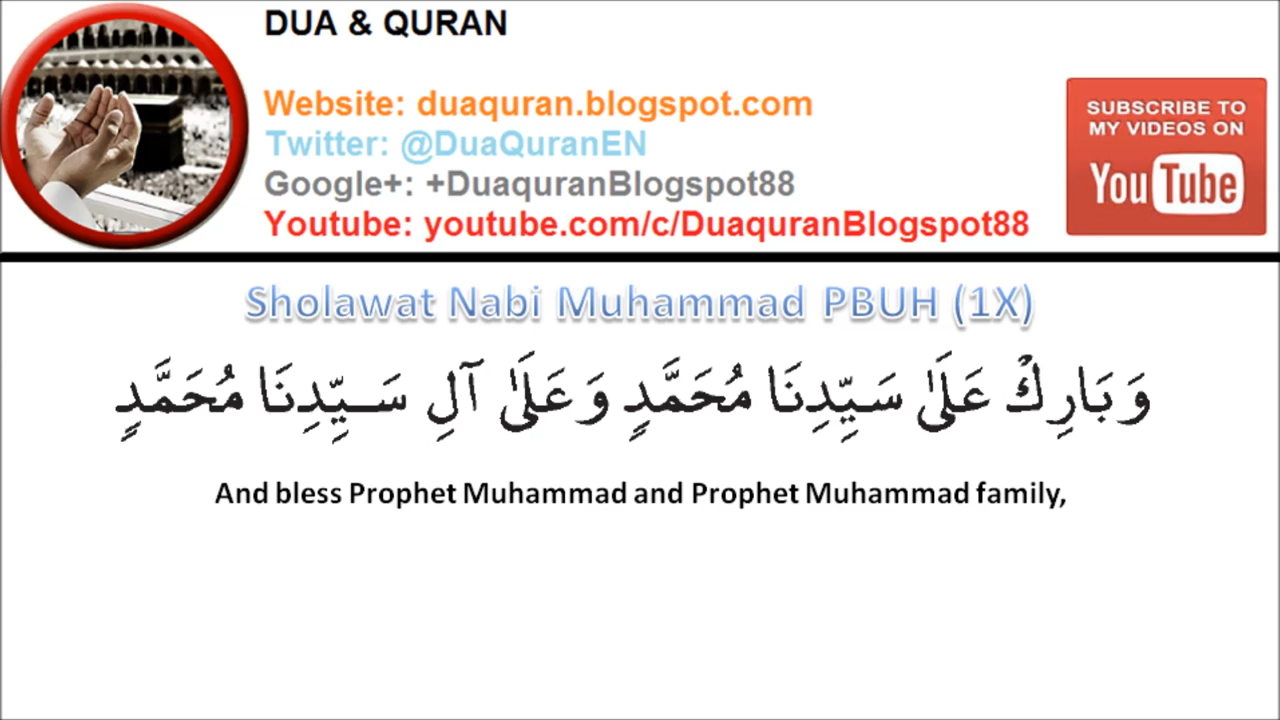 DUA & QURAN
Website: duaquran.blogspot.com
Twitter: @DuaQuranEN
Google+: +DuaquranBlogspot88
Youtube: youtube.com/c/DuaquranBlogspot88
SUBSCRIBE TO
MY VIDEOS ON
YouTube
Sholawat Nabi Muhammad PBUH (1X)
وَبَارِكْ عَلَىٰ سَيِّدِنَا مُحَمَّدٍ وَعَلَىٰ آلِ سَيِّدِنَا مُحَمَّدٍ
And bless Prophet Muhammad and Prophet Muhammad family,